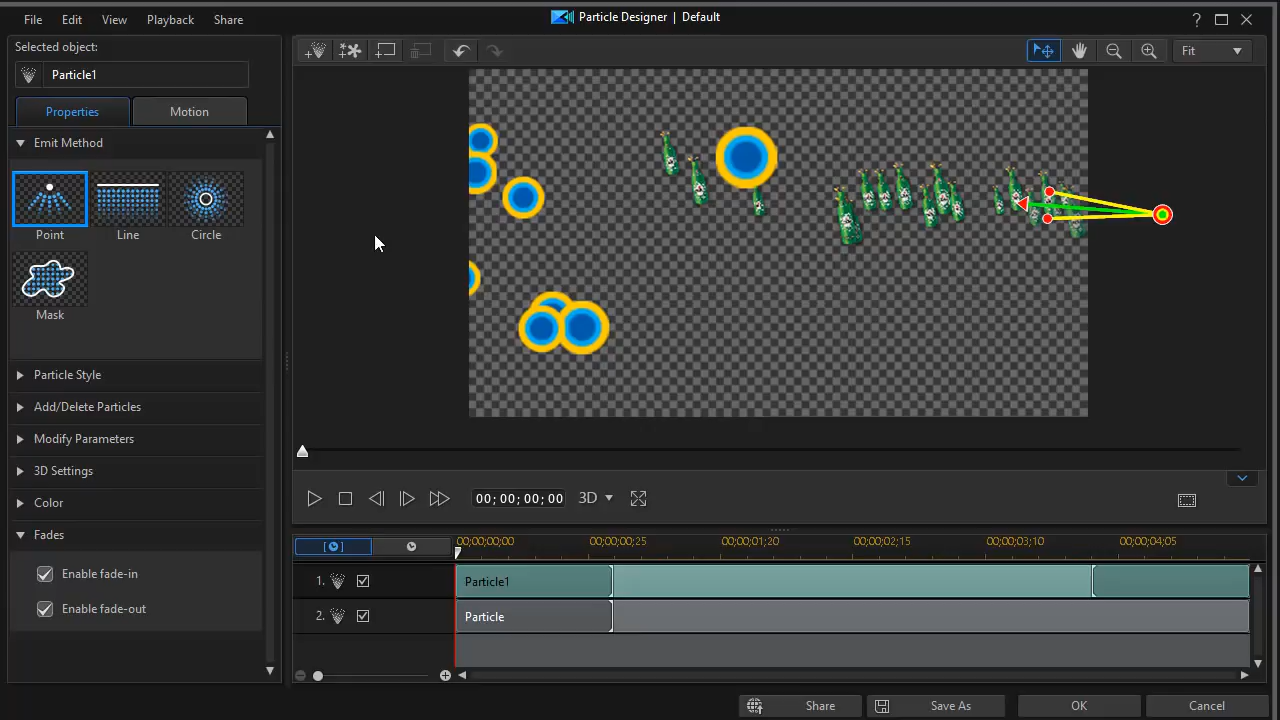 File Edit View Playback Share
Particle Designer | Default
?
Selected object:
Particle1
Fit
Properties Motion
Emit Method
Point Line Circle
Mask
Particle Style
Add/Delete Particles
Modify Parameters
3D Settings
Color
Fades
Enable fade-in
Enable fade-out
00;00;00;00 3D
00;00;00;00 00;00;00;25 00;00;01;20 00;00;02;15 00;00;03;10 00;00;04;05
1. Particle1
2. Particle
Share Save As OK Cancel